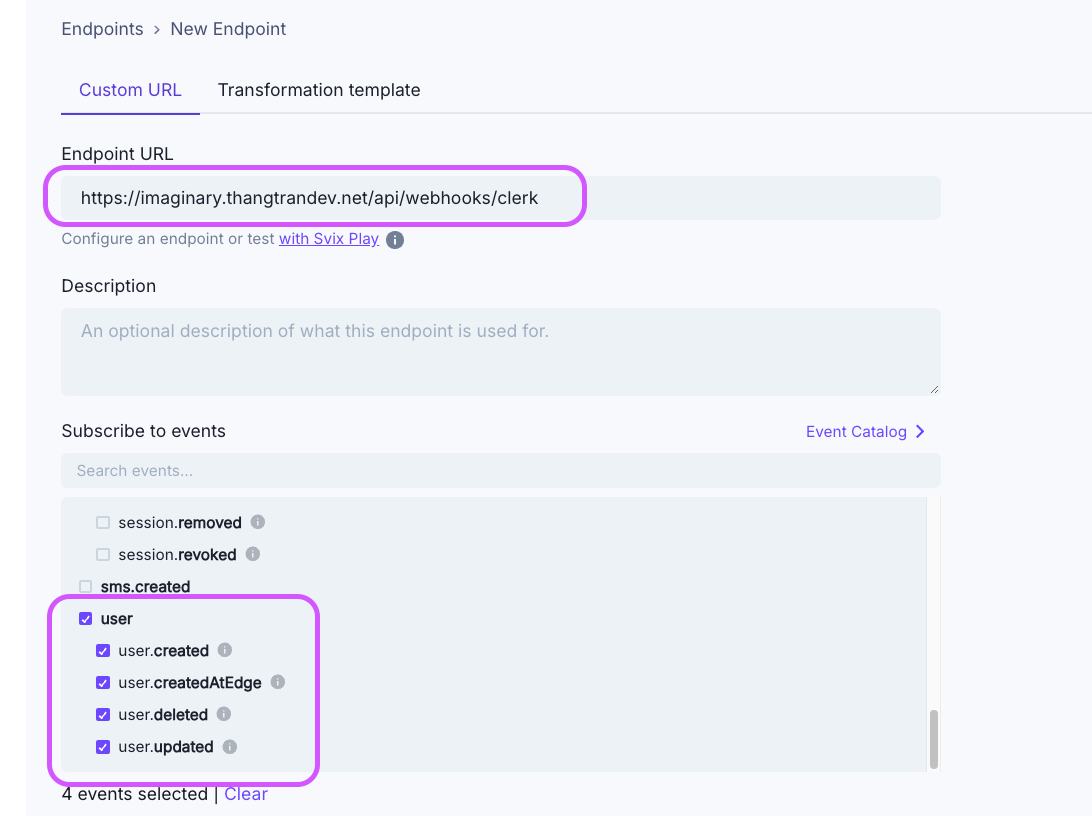 Endpoints > New Endpoint
Custom URL Transformation template
Endpoint URL
https://imaginary.thangtrandev.net/api/webhooks/clerk
Configure an endpoint or test with Svix Play
Description
An optional description of what this endpoint is used for.
Subscribe to events Event Catalog >
Search events...
session.removed
session.revoked
sms.created
user
user.created
user.createdAtEdge
user.deleted
user.updated
4 events selected | Clear